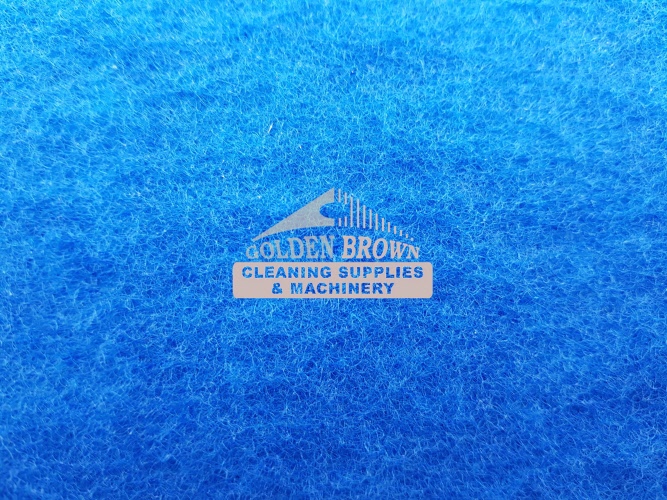 GOLDEN BROWN
CLEANING SUPPLIES
& MACHINERY